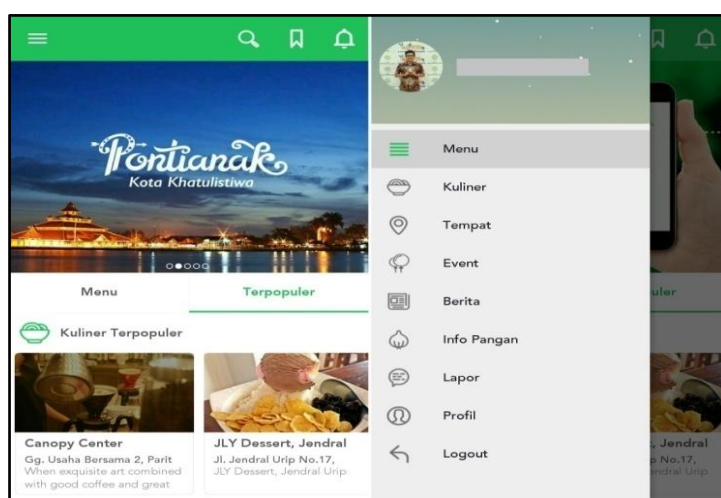 Pontianak
Kota Khatulistiwa
Menu
Terpopuler
Kuliner Terpopuler
Canopy Center
Gg. Usaha Bersama 2, Parit
When exquisite art combined
with good coffee and great
JLY Dessert, Jendral
Jl. Jendral Urip No.17,
JLY Dessert, Jendral Urip
Menu
Kuliner
Tempat
Event
Berita
Info Pangan
Lapor
Profil
Logout
uler
, Jendral
p No.17,
endral Urip